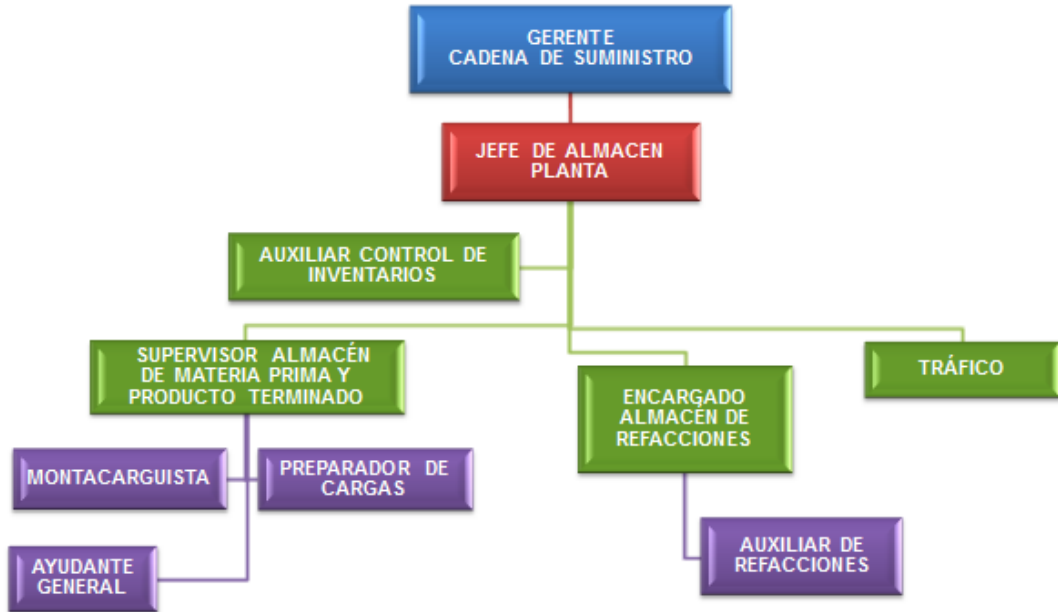 GERENTE
CADENA DE SUMINISTRO
JEFE DE ALMACEN
PLANTA
AUXILIAR CONTROL DE
INVENTARIOS
SUPERVISOR ALMACÉN
DE MATERIA PRIMA Y
PRODUCTO TERMINADO
ENCARGADO
ALMACÉN DE
REFACCIONES
TRÁFICO
MONTACARGUISTA
PREPARADOR DE
CARGAS
AYUDANTE
GENERAL
AUXILIAR DE
REFACCIONES